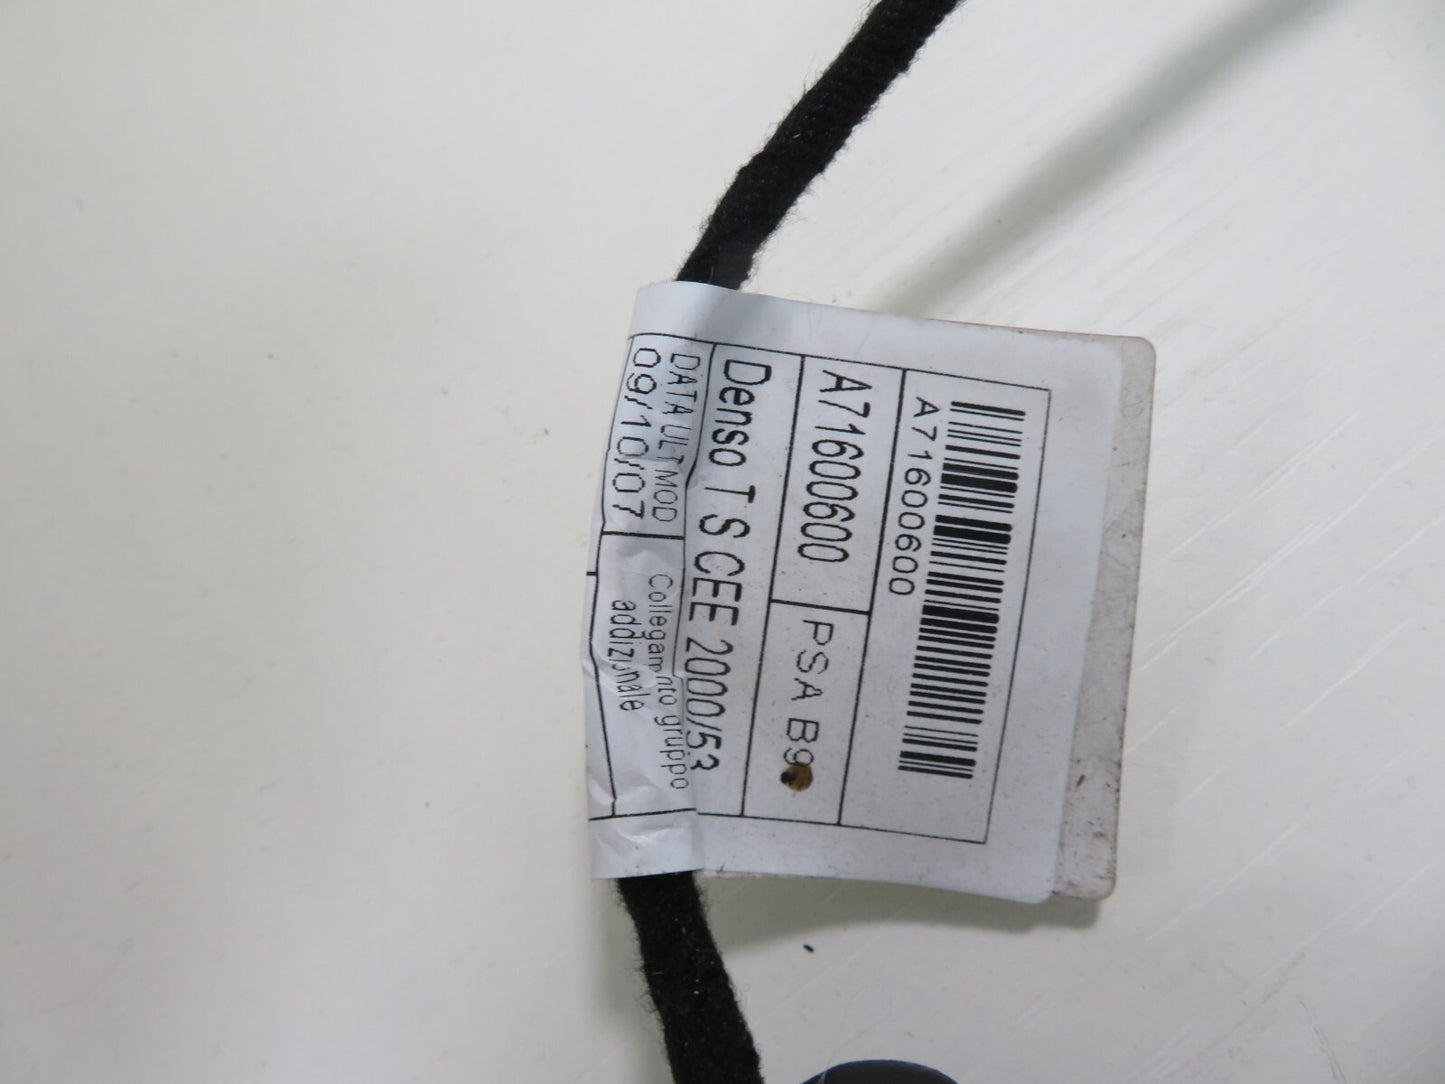 A71600600
A71600600
PSA B9
Denso T S CEE 2000/53
DATA ULT MOD
09/10/07
Collegamento gruppo
addizionale